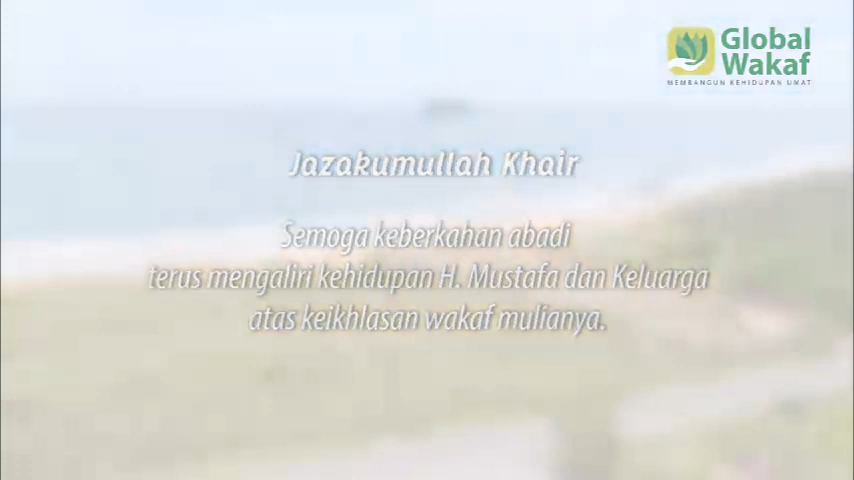 Global
Wakaf
MEMBANGUN KEHIDUPAN UMAT
Jazakumullah Khair
Semoga keberkahan abadi
terus mengaliri kehidupan H. Mustafa dan Keluarga
atas keikhlasan wakaf mulianya.